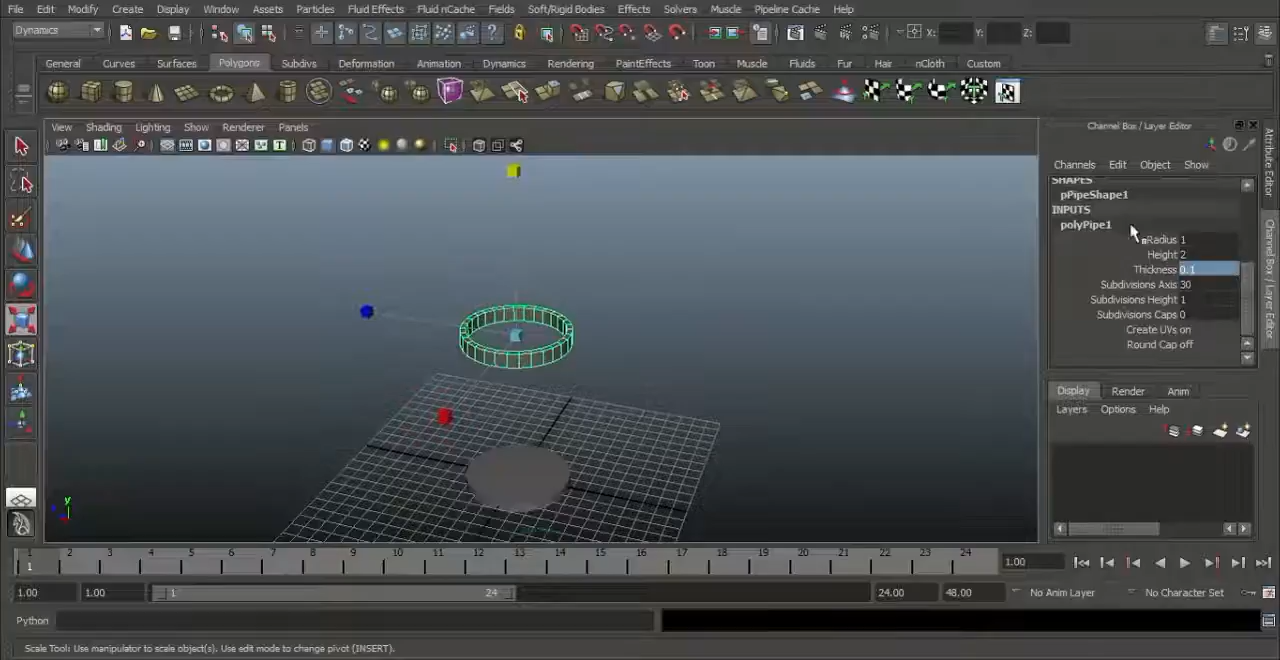 File Edit Modify Create Display Window Assets Particles Fluid Effects Fluid nCache Fields Soft/Rigid Bodies Effects Solvers Muscle Pipeline Cache Help
Dynamics
X: Y: Z:
General Curves Surfaces Polygons Subdivs Deformation Animation Dynamics Rendering PaintEffects Toon Muscle Fluids Fur Hair nCloth Custom
View Shading Lighting Show Renderer Panels
Channel Box / Layer Editor
Channels Edit Object Show
SHAPES
pPipeShape1
INPUTS
polyPipe1
Radius 1
Height 2
Thickness 0.1
Subdivisions Axis 30
Subdivisions Height 1
Subdivisions Caps 0
Create UVs on
Round Cap off
Display Render Anim
Layers Options Help
Attribute Editor
Channel Box / Layer Editor
y
1 2 3 4 5 6 7 8 9 10 11 12 13 14 15 16 17 18 19 20 21 22 23 24
1
1.00
1.00 1.00 1 24 24.00 48.00 No Anim Layer No Character Set
Python
Scale Tool: Use manipulator to scale object(s). Use edit mode to change pivot (INSERT).